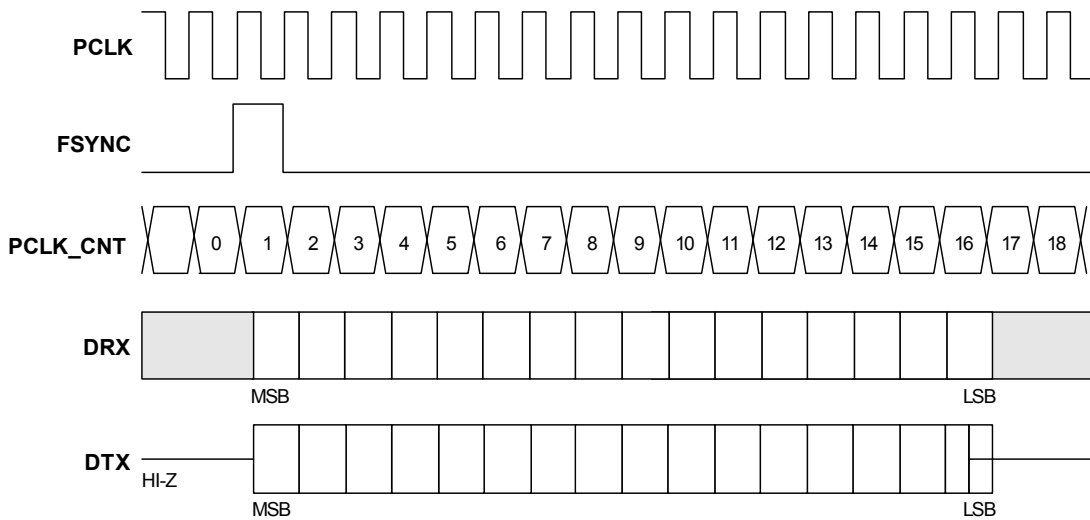 PCLK
FSYNC
PCLK_CNT 0 1 2 3 4 5 6 7 8 9 10 11 12 13 14 15 16 17 18
DRX
MSB LSB
DTX
HI-Z
MSB LSB